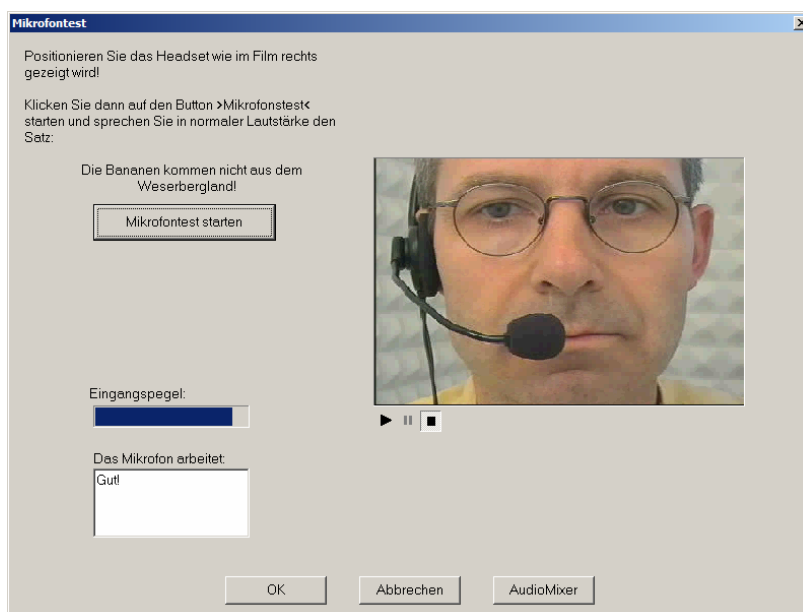 Mikrofontest
Positionieren Sie das Headset wie im Film rechts
gezeigt wird!
Klicken Sie dann auf den Button >Mikrofonstest<
starten und sprechen Sie in normaler Lautstärke den
Satz:
Die Bananen kommen nicht aus dem
Weserbergland!
Mikrofontest starten
Eingangspegel:
Das Mikrofon arbeitet:
Gut!
OK
Abbrechen
AudioMixer